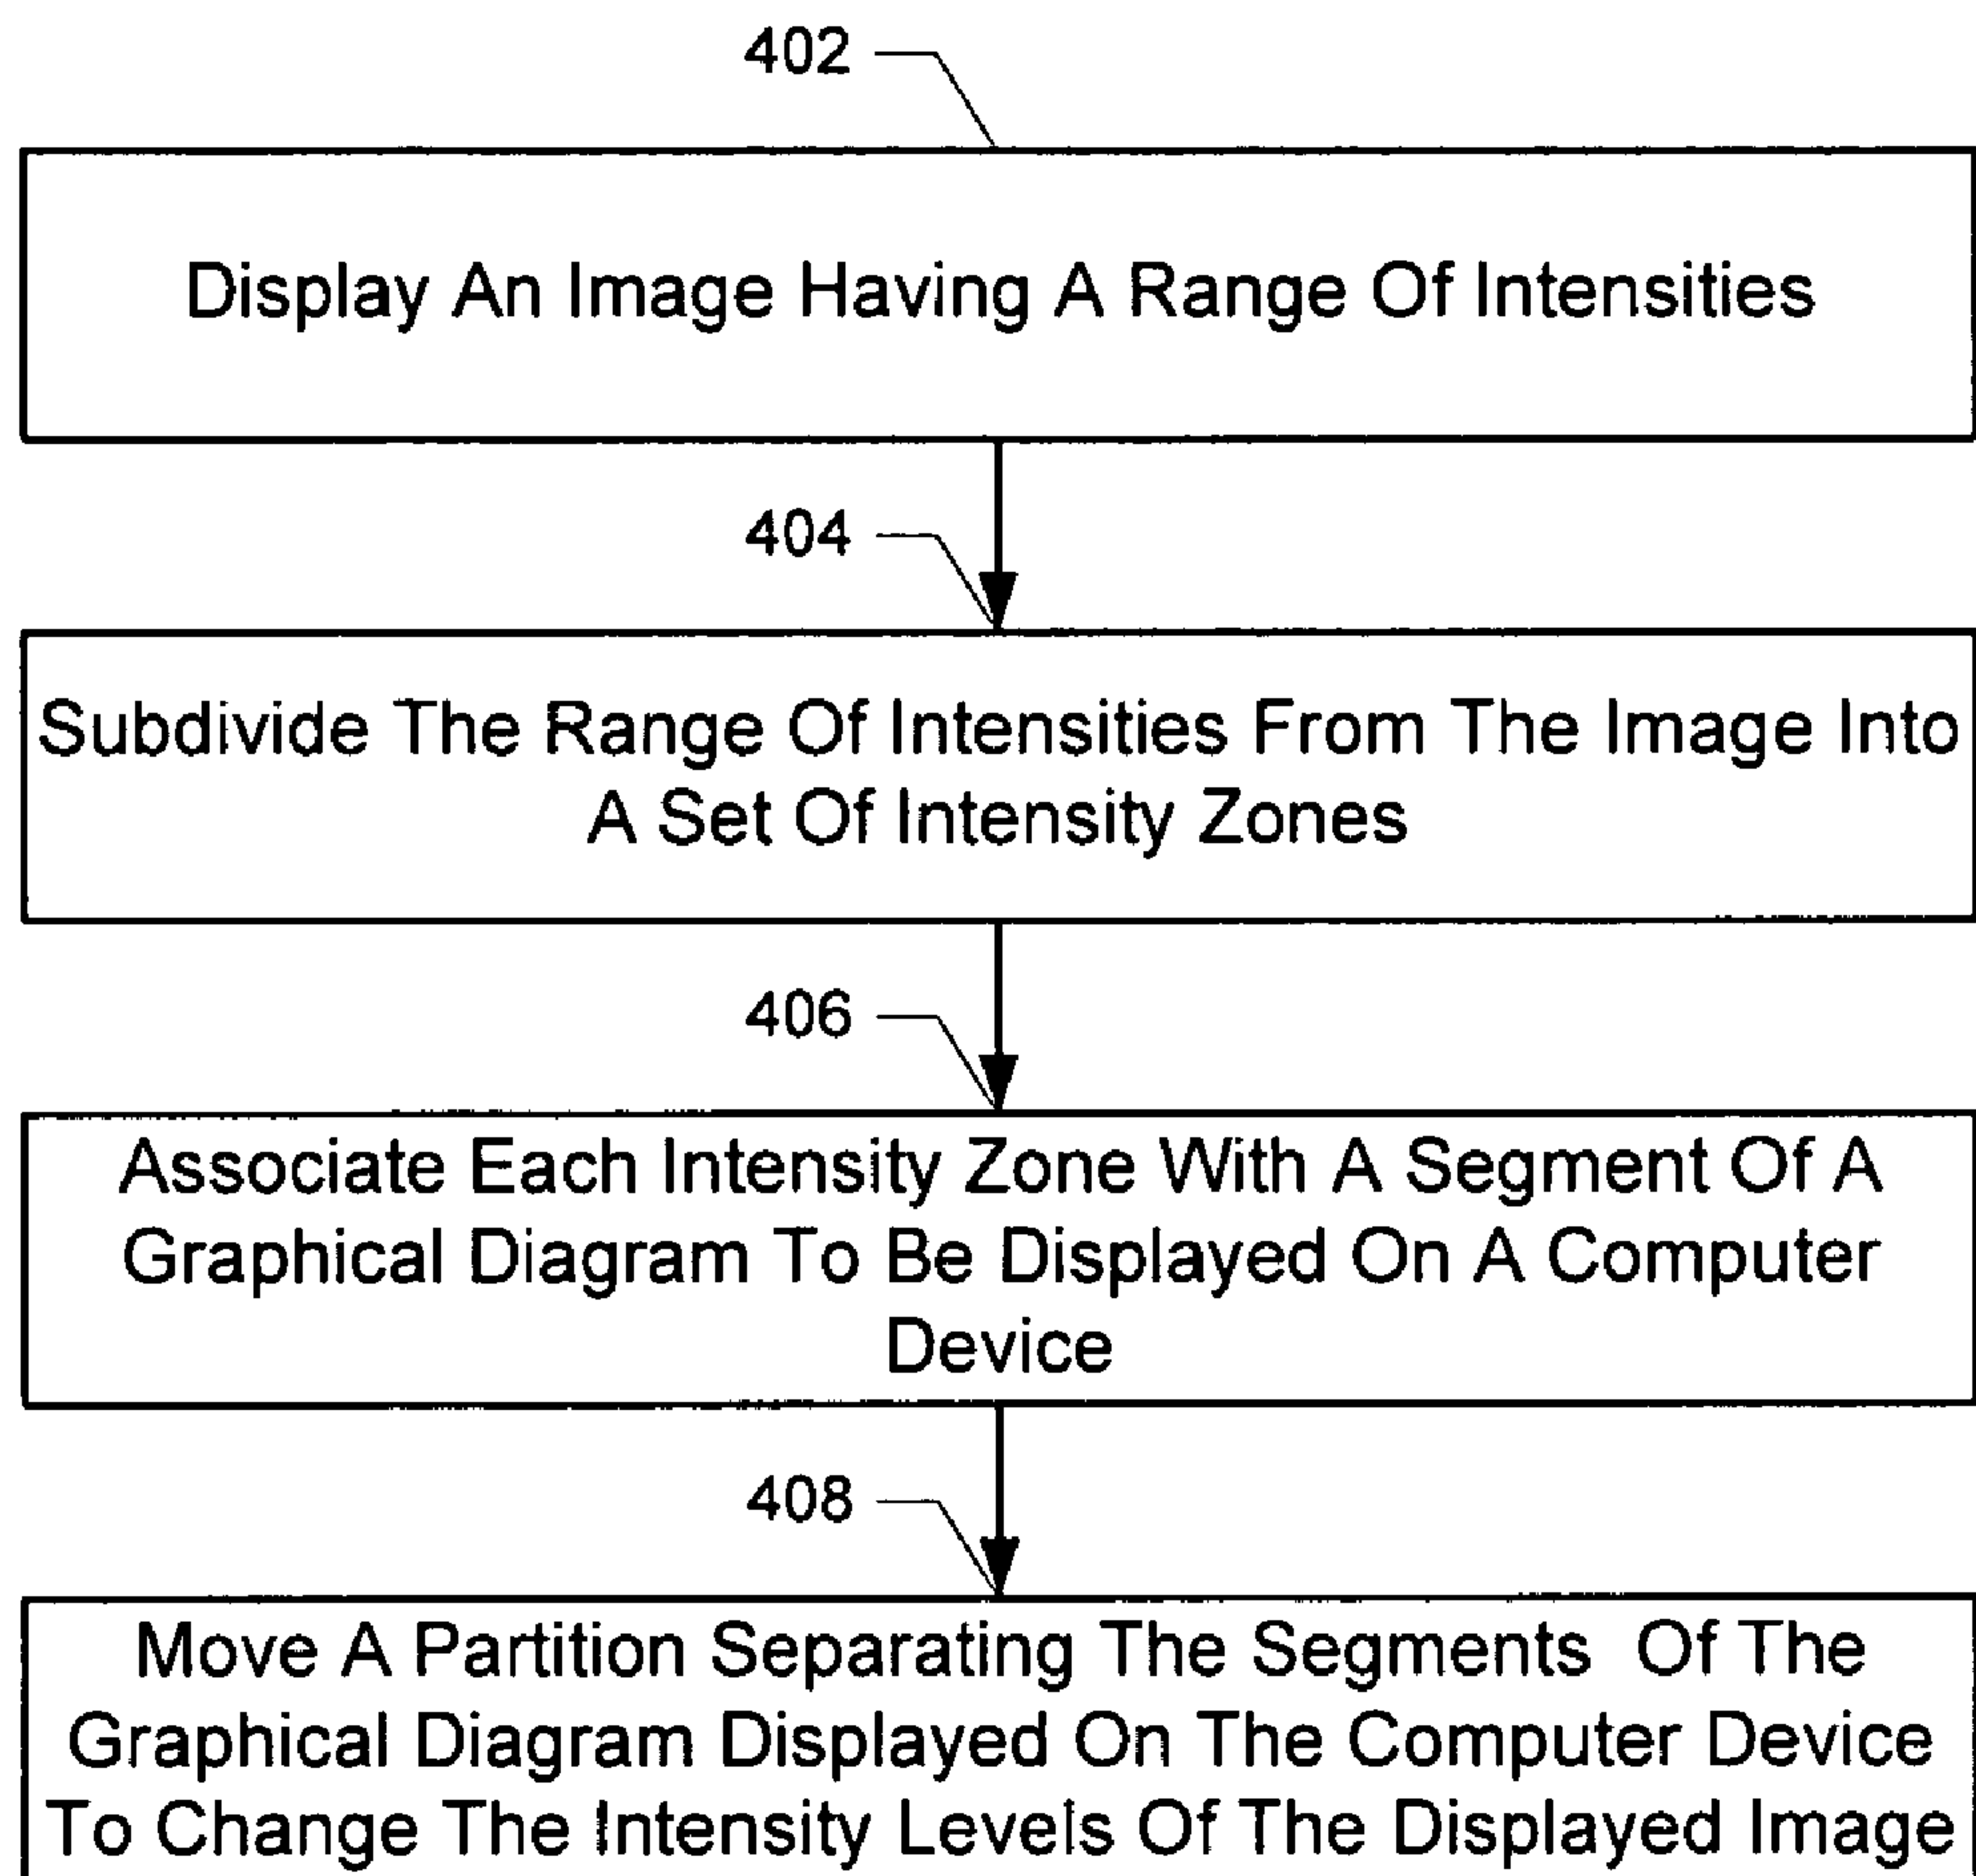 402
Display An Image Having A Range Of Intensities
404
Subdivide The Range Of Intensities From The Image Into
A Set Of Intensity Zones
406
Associate Each Intensity Zone With A Segment Of A
Graphical Diagram To Be Displayed On A Computer
Device
408
Move A Partition Separating The Segments Of The
Graphical Diagram Displayed On The Computer Device
To Change The Intensity Levels Of The Displayed Image